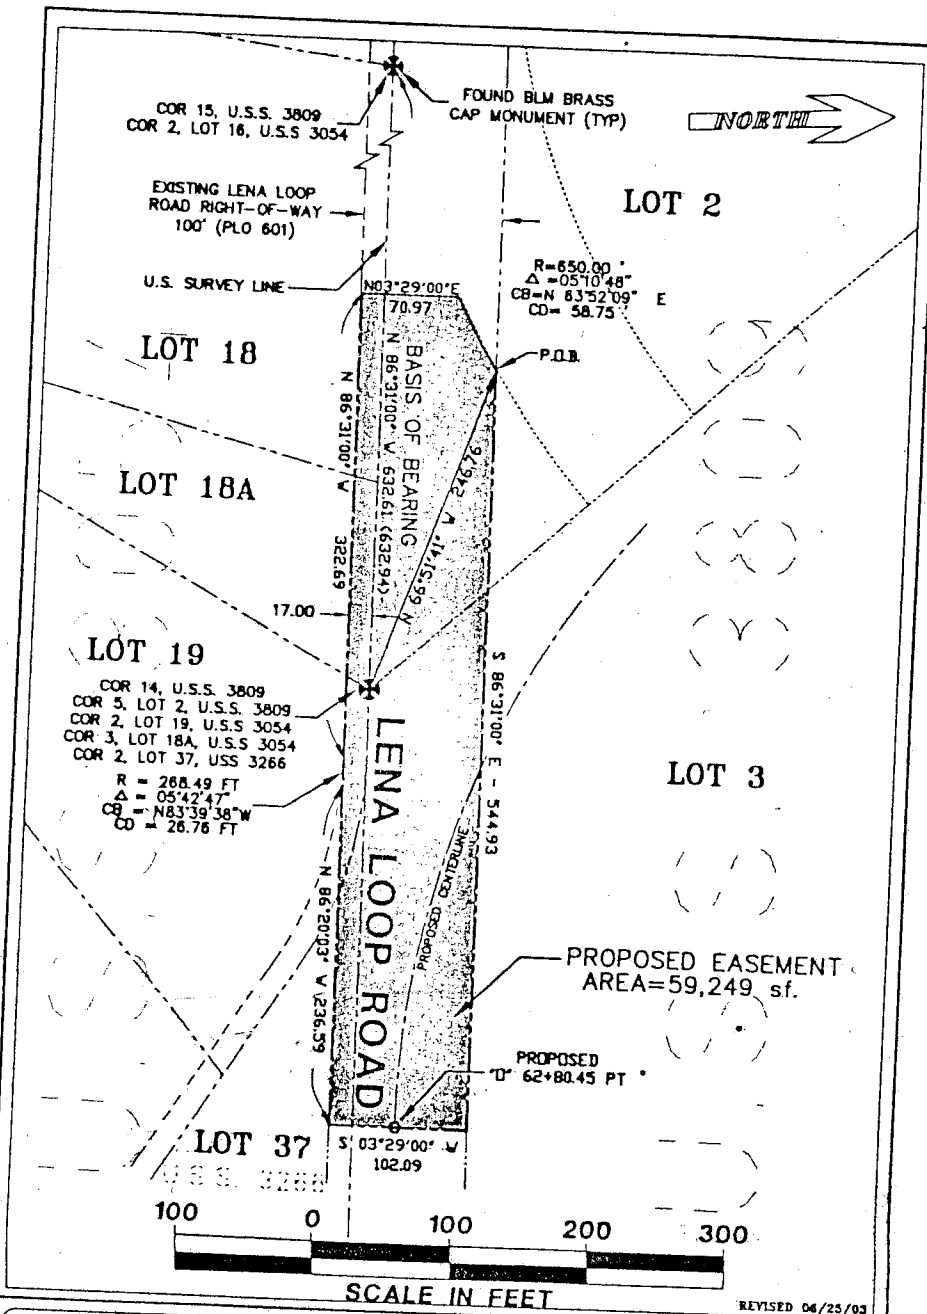 COR 15, U.S.S. 3809
COR 2, LOT 16, U.S.S 3054
FOUND BLM BRASS
CAP MONUMENT (TYP)
NORTH
EXISTING LENA LOOP
ROAD RIGHT-OF-WAY
100' (PLO 601)
LOT 2
U.S. SURVEY LINE
R=650.00 '
Δ =05°10'48"
CB=N 83°52'09" E
CD= 58.75
N03°29'00"E
70.97
P.O.B.
LOT 18
BASIS OF BEARING
N 86°31'00" W 632.61 (632.94)
N 66°51'41" W 246.76
N 86°31'00" W 322.69
LOT 18A
17.00
LOT 19
COR 14, U.S.S. 3809
COR 5, LOT 2, U.S.S. 3809
COR 2, LOT 19, U.S.S 3054
COR 3, LOT 18A, U.S.S 3054
COR 2, LOT 37, USS 3266
R = 268.49 FT
Δ = 05°42'47"
CB = N83°39'38"W
CD = 26.76 FT
S 86°31'00" E - 544.93
LOT 3
LENA LOOP ROAD
PROPOSED CENTERLINE
N 86°20'03" W 236.59
PROPOSED EASEMENT
AREA=59,249 sf.
PROPOSED
"D" 62+80.45 PT
LOT 37
S 03°29'00" W
102.09
U.S.S. 3266
100 0 100 200 300
SCALE IN FEET
REVISED 04/25/03